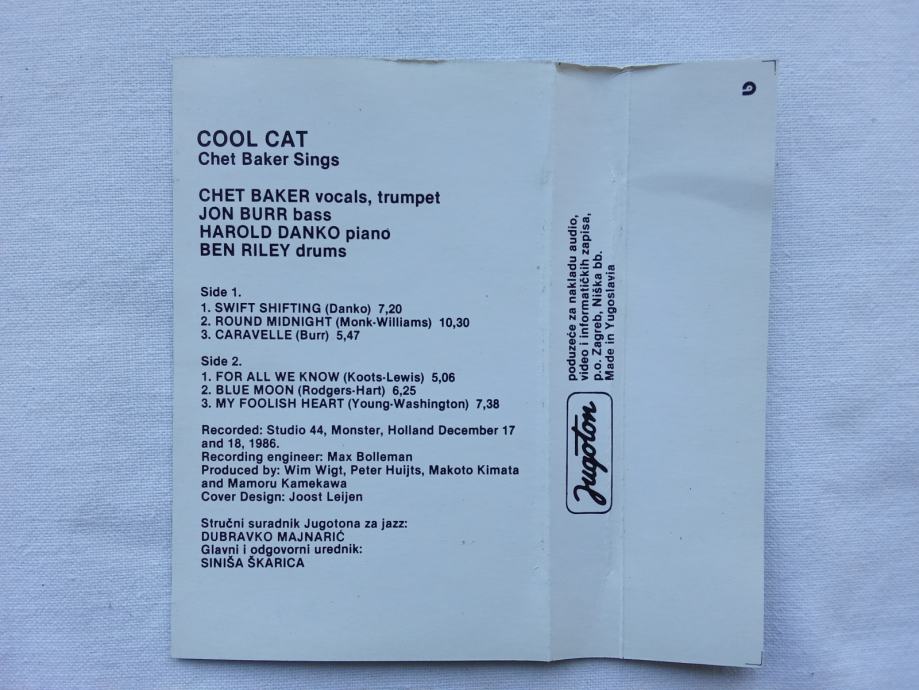 COOL CAT
Chet Baker Sings
CHET BAKER vocals, trumpet
JON BURR bass
HAROLD DANKO piano
BEN RILEY drums
Side 1.
1. SWIFT SHIFTING (Danko) 7,20
2. ROUND MIDNIGHT (Monk-Williams) 10,30
3. CARAVELLE (Burr) 5,47
Side 2.
1. FOR ALL WE KNOW (Koots-Lewis) 5,06
2. BLUE MOON (Rodgers-Hart) 6,25
3. MY FOOLISH HEART (Young-Washington) 7,38
Recorded: Studio 44, Monster, Holland December 17
and 18, 1986.
Recording engineer: Max Bolleman
Produced by: Wim Wigt, Peter Huijts, Makoto Kimata
and Mamoru Kamekawa
Cover Design: Joost Leijen
Stručni suradnik Jugotona za jazz:
DUBRAVKO MAJNARIĆ
Glavni i odgovorni urednik:
SINIŠA ŠKARICA
Jugoton
poduzeće za nakladu audio,
video i informatičkih zapisa,
p.o. Zagreb, Niška bb.
Made in Yugoslavia